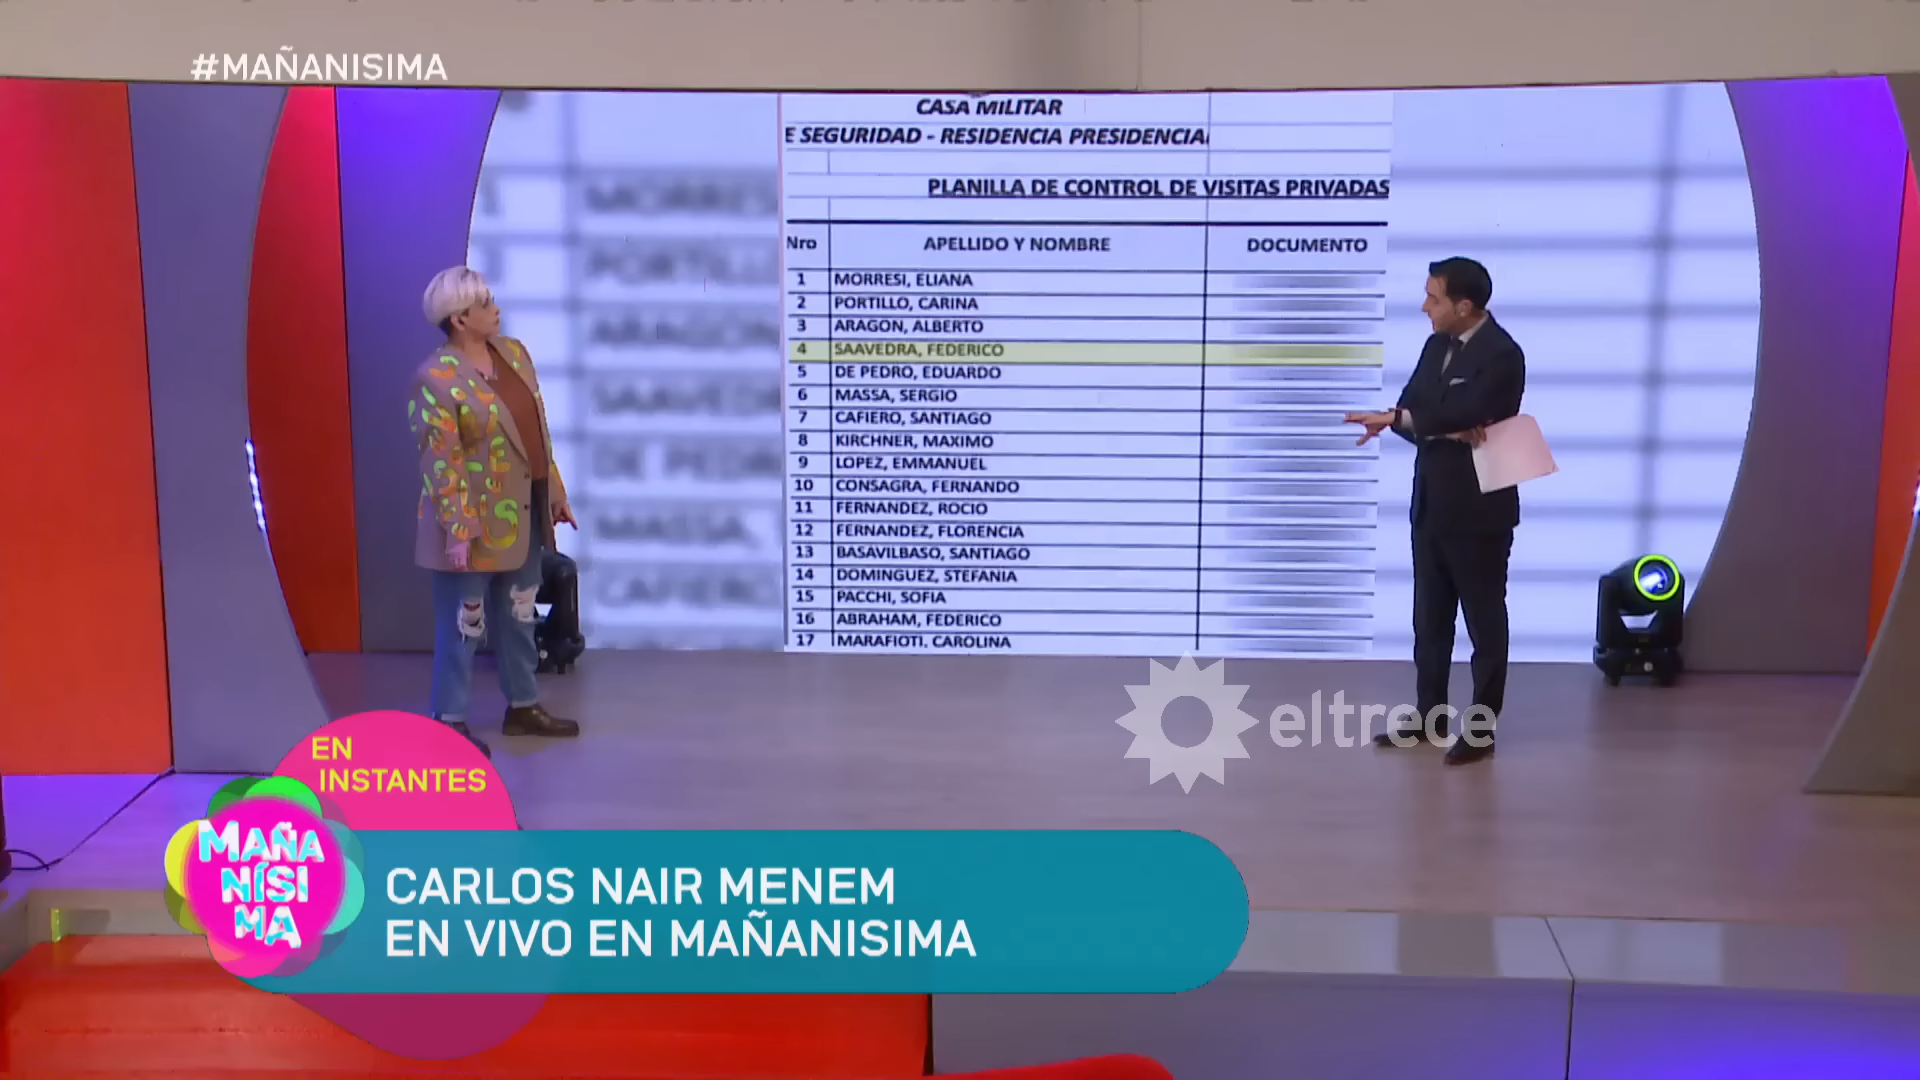 #MAÑANISIMA
CASA MILITAR
E SEGURIDAD - RESIDENCIA PRESIDENCIA
PLANILLA DE CONTROL DE VISITAS PRIVADAS
Nro APELLIDO Y NOMBRE DOCUMENTO
1 MORRESI, ELIANA
2 PORTILLO, CARINA
3 ARAGON, ALBERTO
4 SAAVEDRA, FEDERICO
5 DE PEDRO, EDUARDO
6 MASSA, SERGIO
7 CAFIERO, SANTIAGO
8 KIRCHNER, MAXIMO
9 LOPEZ, EMMANUEL
10 CONSAGRA, FERNANDO
11 FERNANDEZ, ROCIO
12 FERNANDEZ, FLORENCIA
13 BASAVILBASO, SANTIAGO
14 DOMINGUEZ, STEFANIA
15 PACCHI, SOFIA
16 ABRAHAM, FEDERICO
17 MARAFIOTI, CAROLINA
eltrece
EN
INSTANTES
MAÑA
NÍSI
MA
CARLOS NAIR MENEM
EN VIVO EN MAÑANISIMA